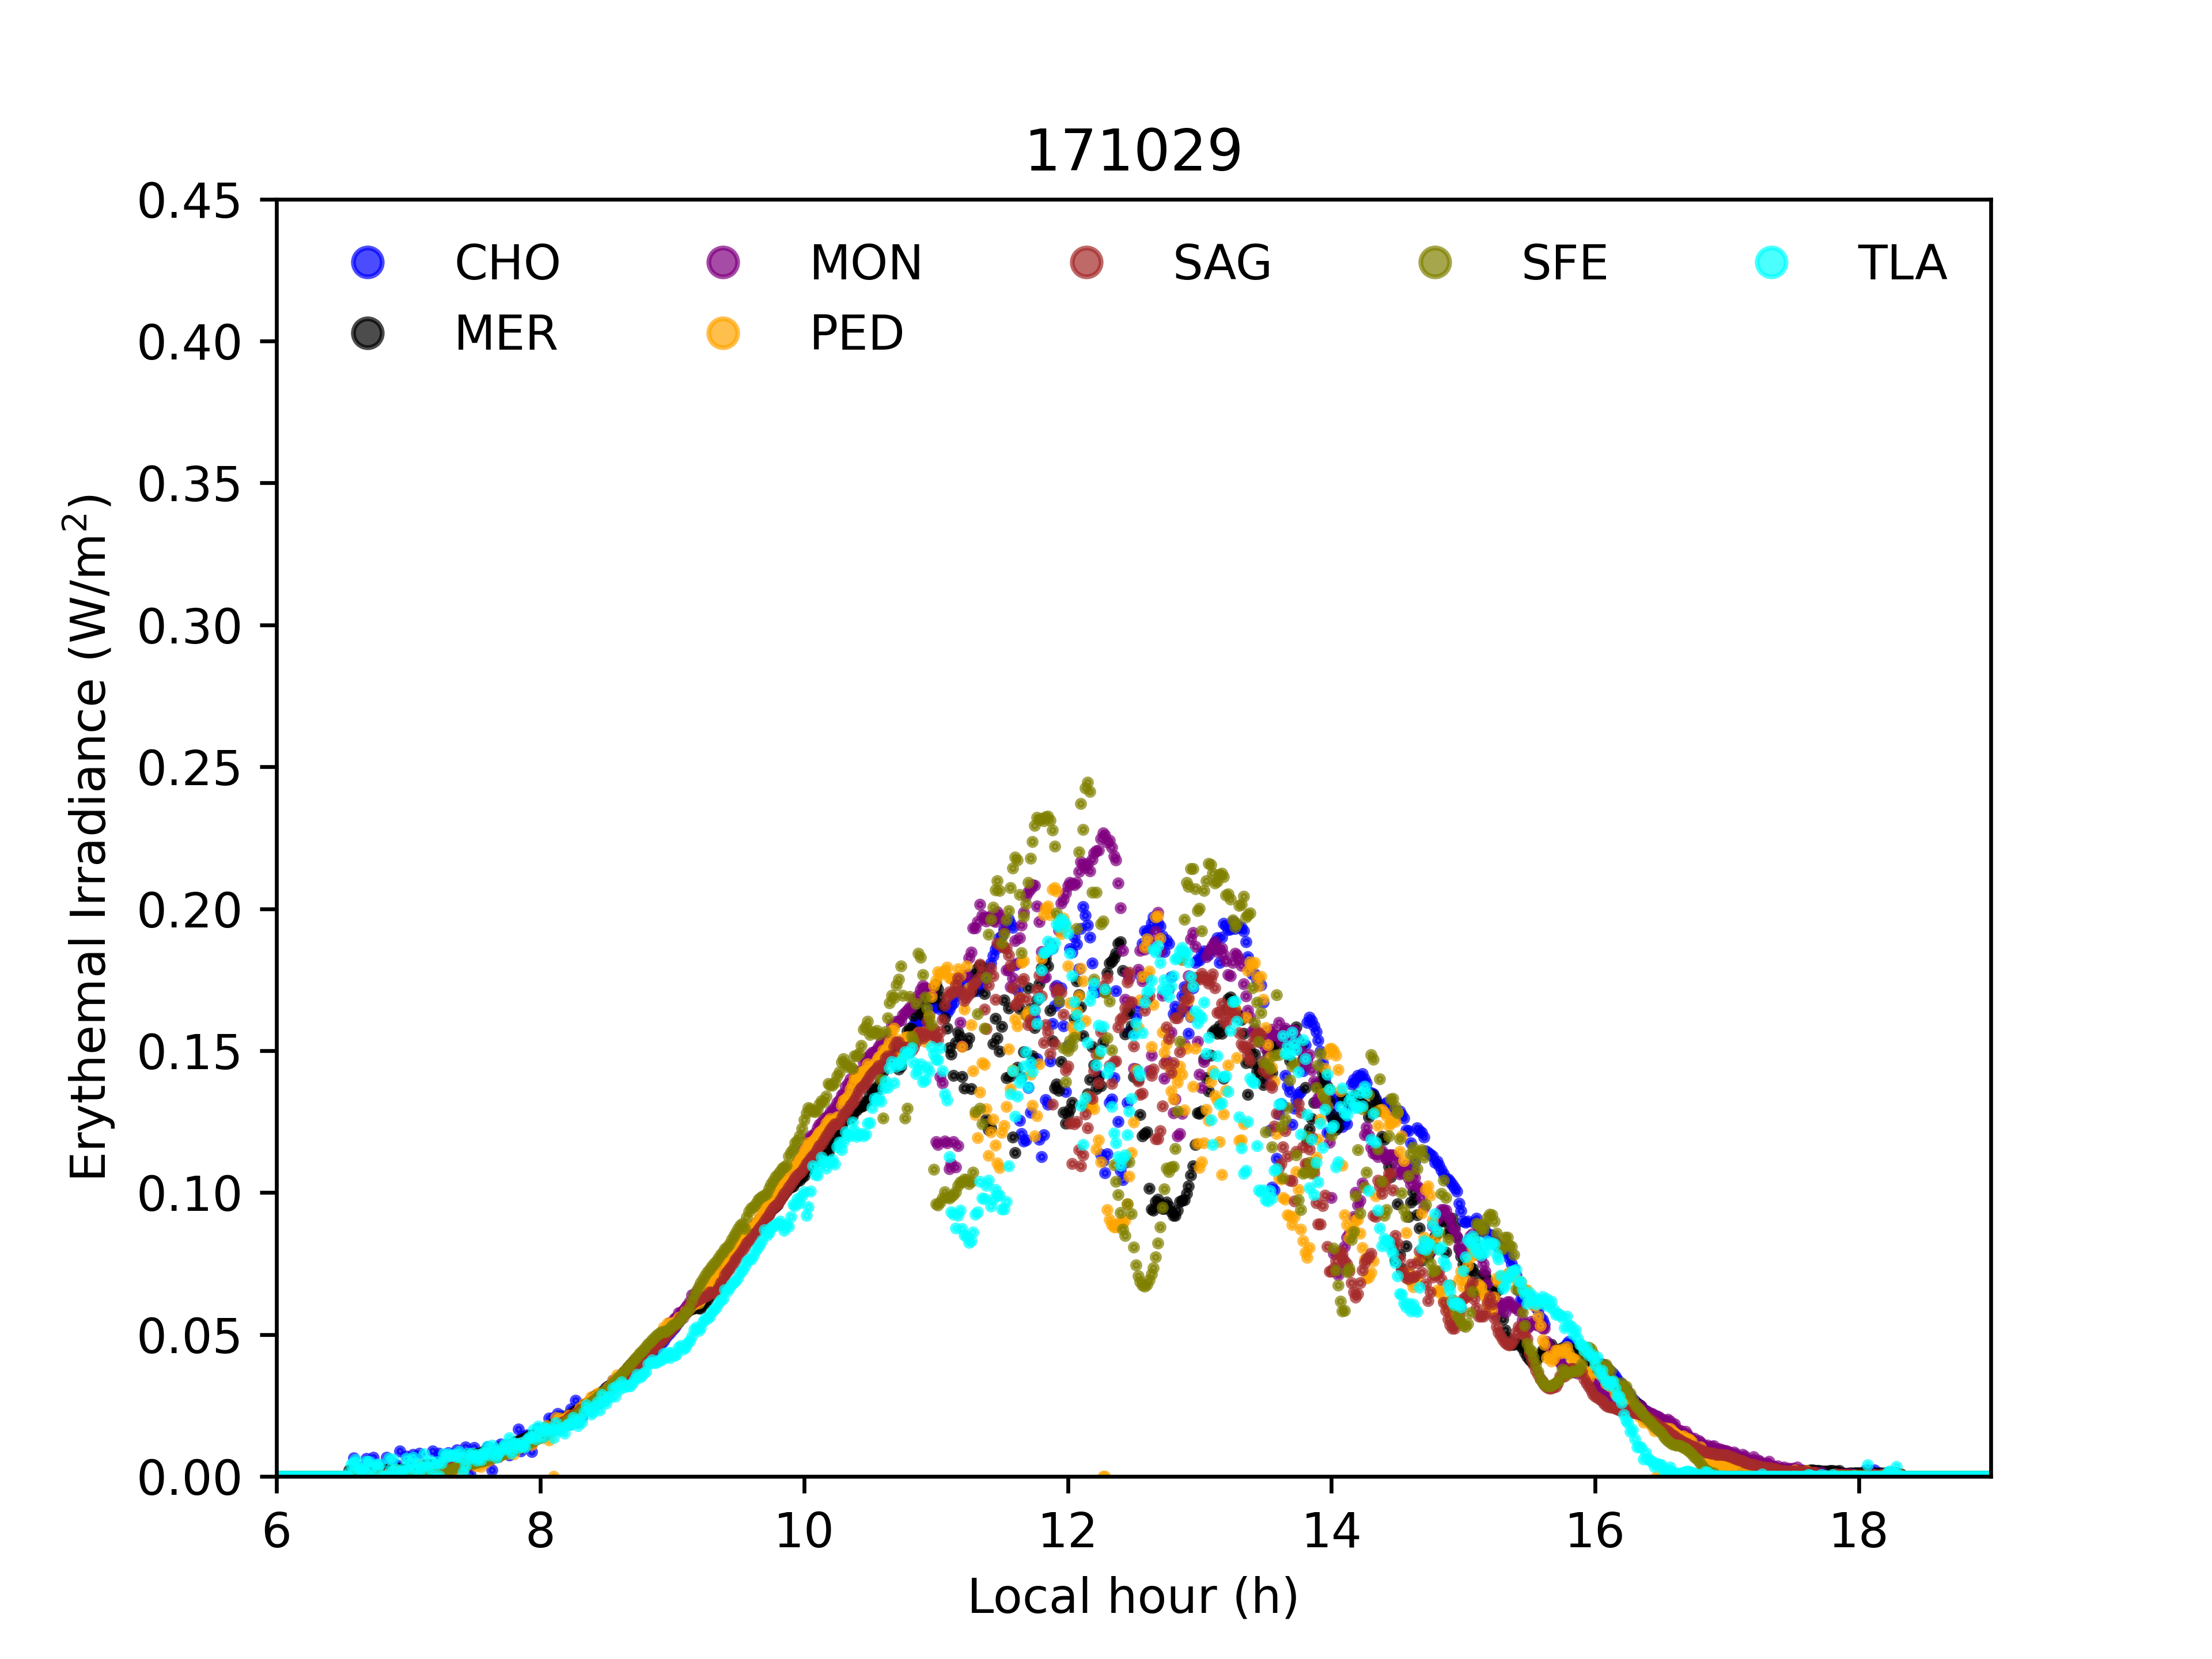 171029
0.45
0.40
0.35
0.30
0.25
0.20
0.15
0.10
0.05
0.00
Erythemal Irradiance (W/m²)
CHO MON SAG SFE TLA
MER PED
6 8 10 12 14 16 18
Local hour (h)